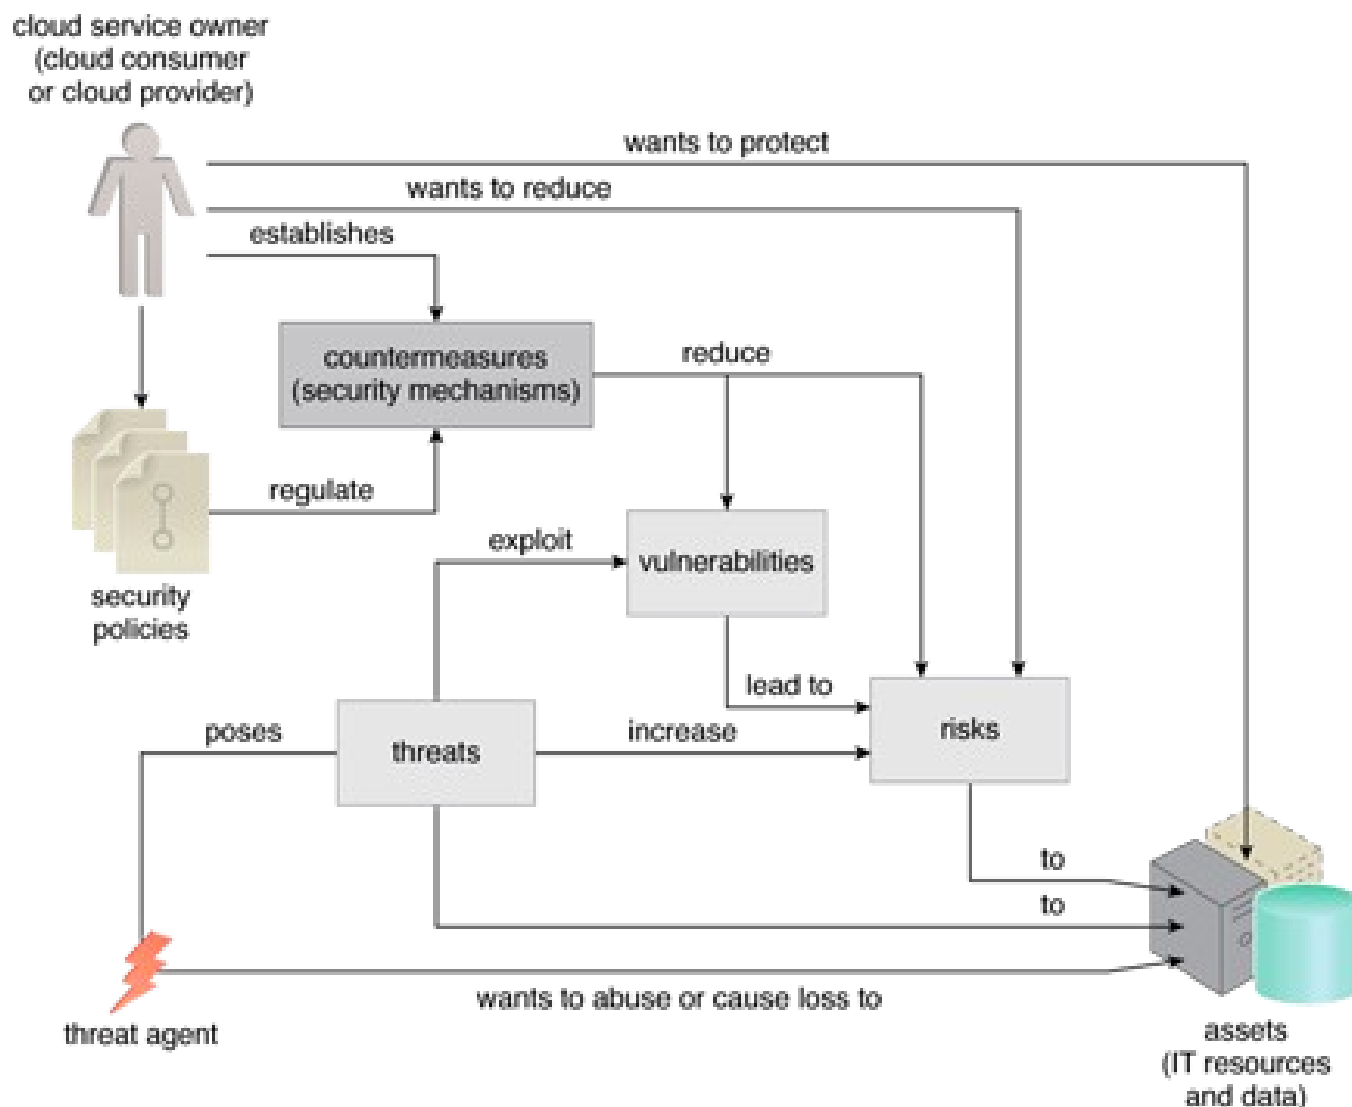 cloud service owner
(cloud consumer
or cloud provider)
wants to protect
wants to reduce
establishes
countermeasures
(security mechanisms)
reduce
regulate
exploit
vulnerabilities
security
policies
lead to
poses
threats
increase
risks
to
to
wants to abuse or cause loss to
threat agent
assets
(IT resources
and data)